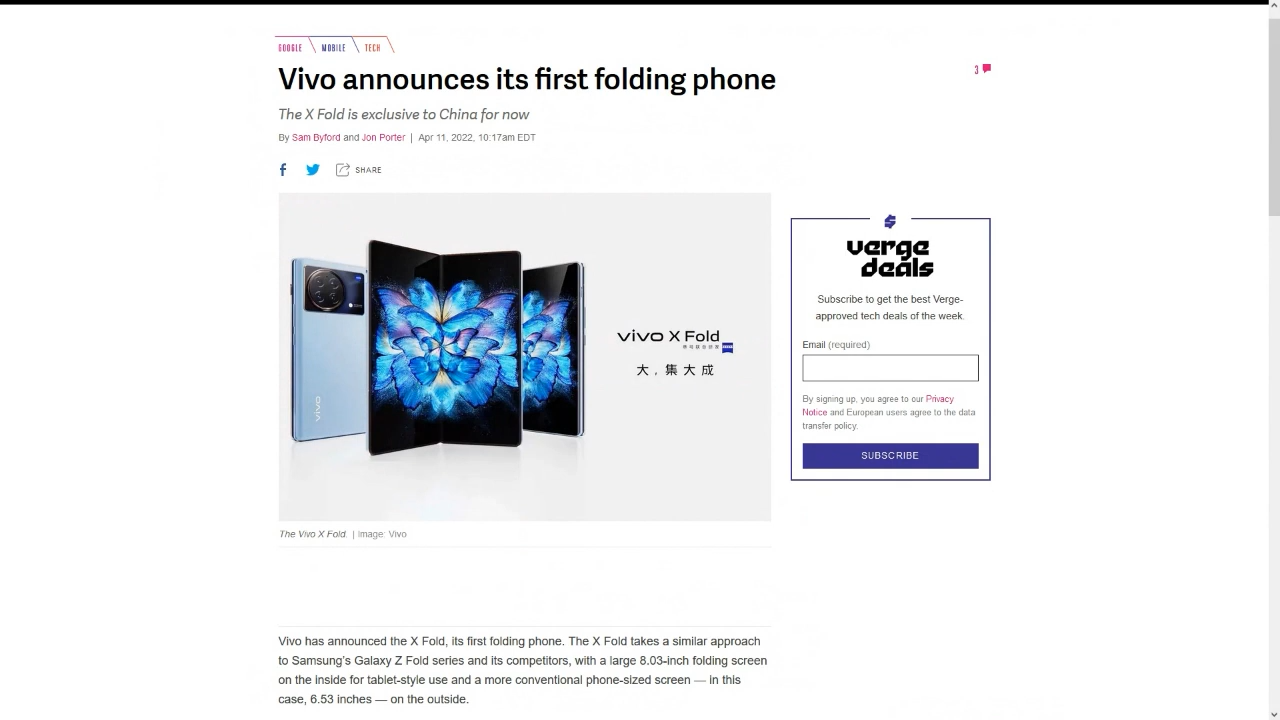 GOOGLE MOBILE TECH
Vivo announces its first folding phone
3
The X Fold is exclusive to China for now
By Sam Byford and Jon Porter | Apr 11, 2022, 10:17am EDT
SHARE
vivo
vivo X Fold
大，集大成
The Vivo X Fold. | Image: Vivo
verge
deals
Subscribe to get the best Verge-
approved tech deals of the week.
Email (required)
By signing up, you agree to our Privacy
Notice and European users agree to the data
transfer policy.
SUBSCRIBE
Vivo has announced the X Fold, its first folding phone. The X Fold takes a similar approach
to Samsung’s Galaxy Z Fold series and its competitors, with a large 8.03-inch folding screen
on the inside for tablet-style use and a more conventional phone-sized screen — in this
case, 6.53 inches — on the outside.